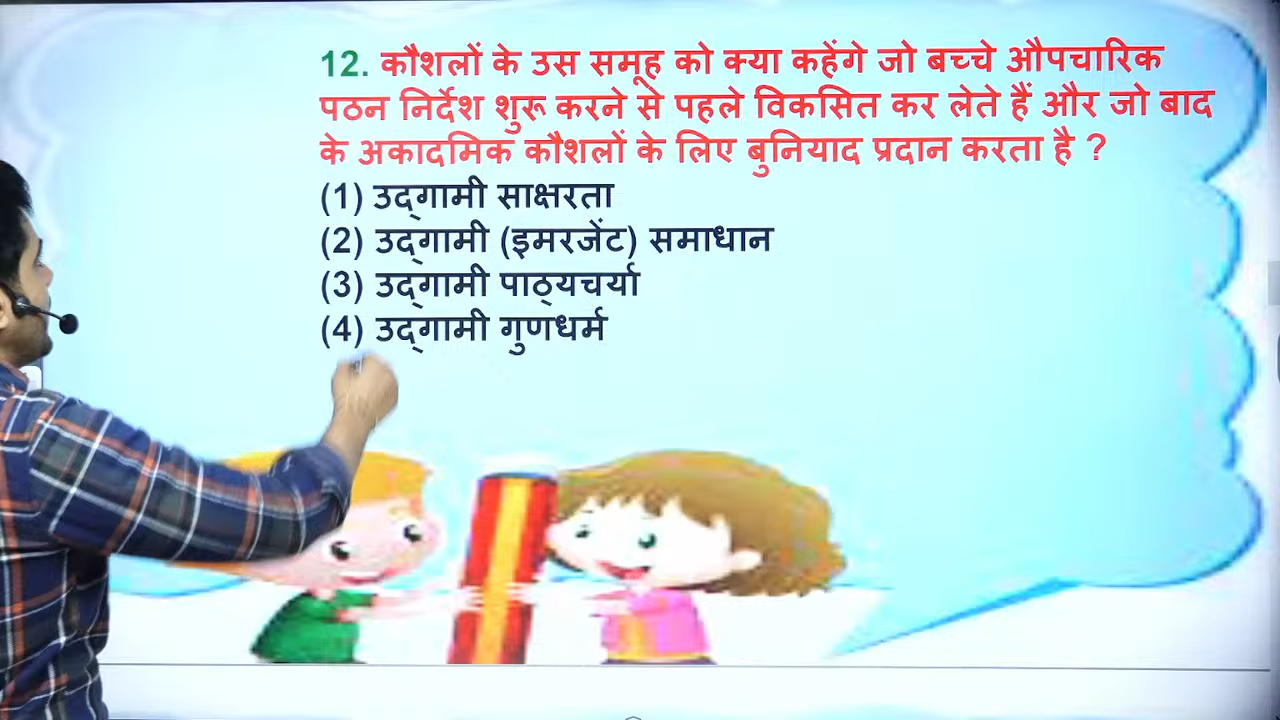 12. कौशलों के उस समूह को क्या कहेंगे जो बच्चे औपचारिक
पठन निर्देश शुरू करने से पहले विकसित कर लेते हैं और जो बाद
के अकादमिक कौशलों के लिए बुनियाद प्रदान करता है ?
(1) उद्गामी साक्षरता
(2) उद्गामी (इमरजेंट) समाधान
(3) उद्गामी पाठ्यचर्या
(4) उद्गामी गुणधर्म